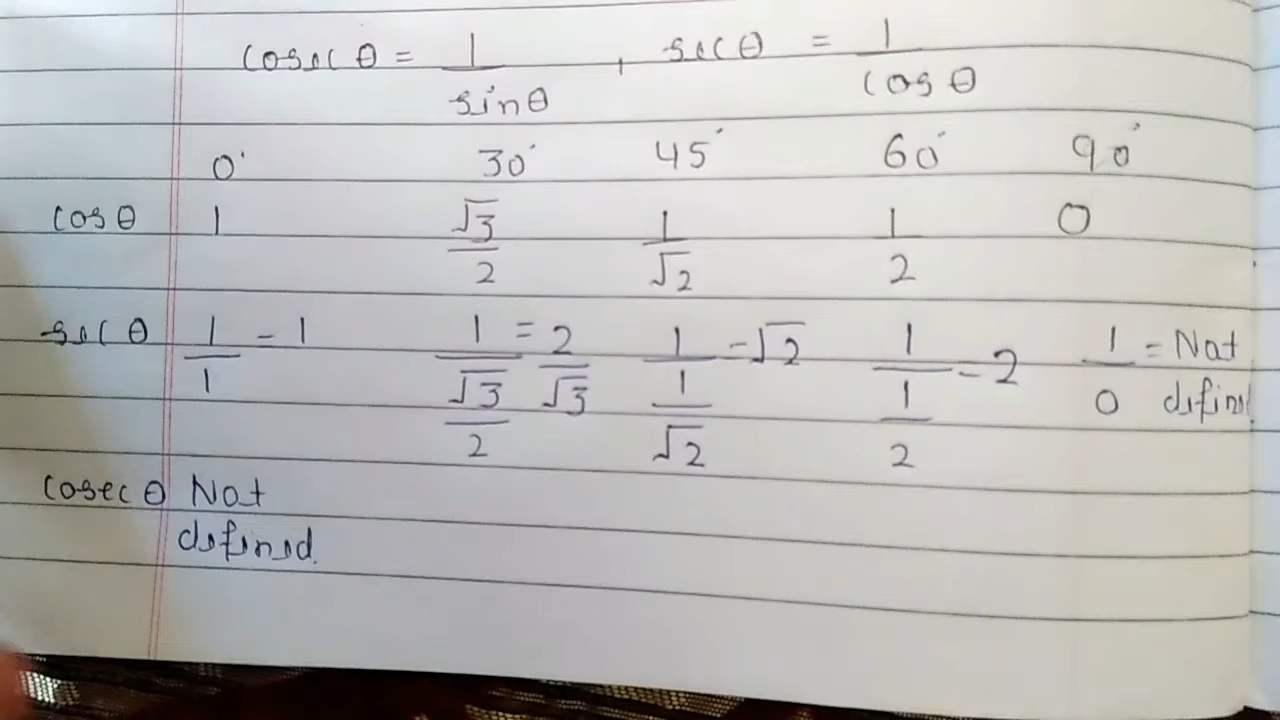 cosec θ = 1/sin θ , sec θ = 1/cos θ
0° 30° 45° 60° 90°
cos θ 1 √3/2 1/√2 1/2 0
sec θ 1/1 - 1 1/(√3/2) = 2/√3 1/(1/√2) - √2 1/(1/2) - 2 1/0 = Not defined
cosec θ Not
defined.